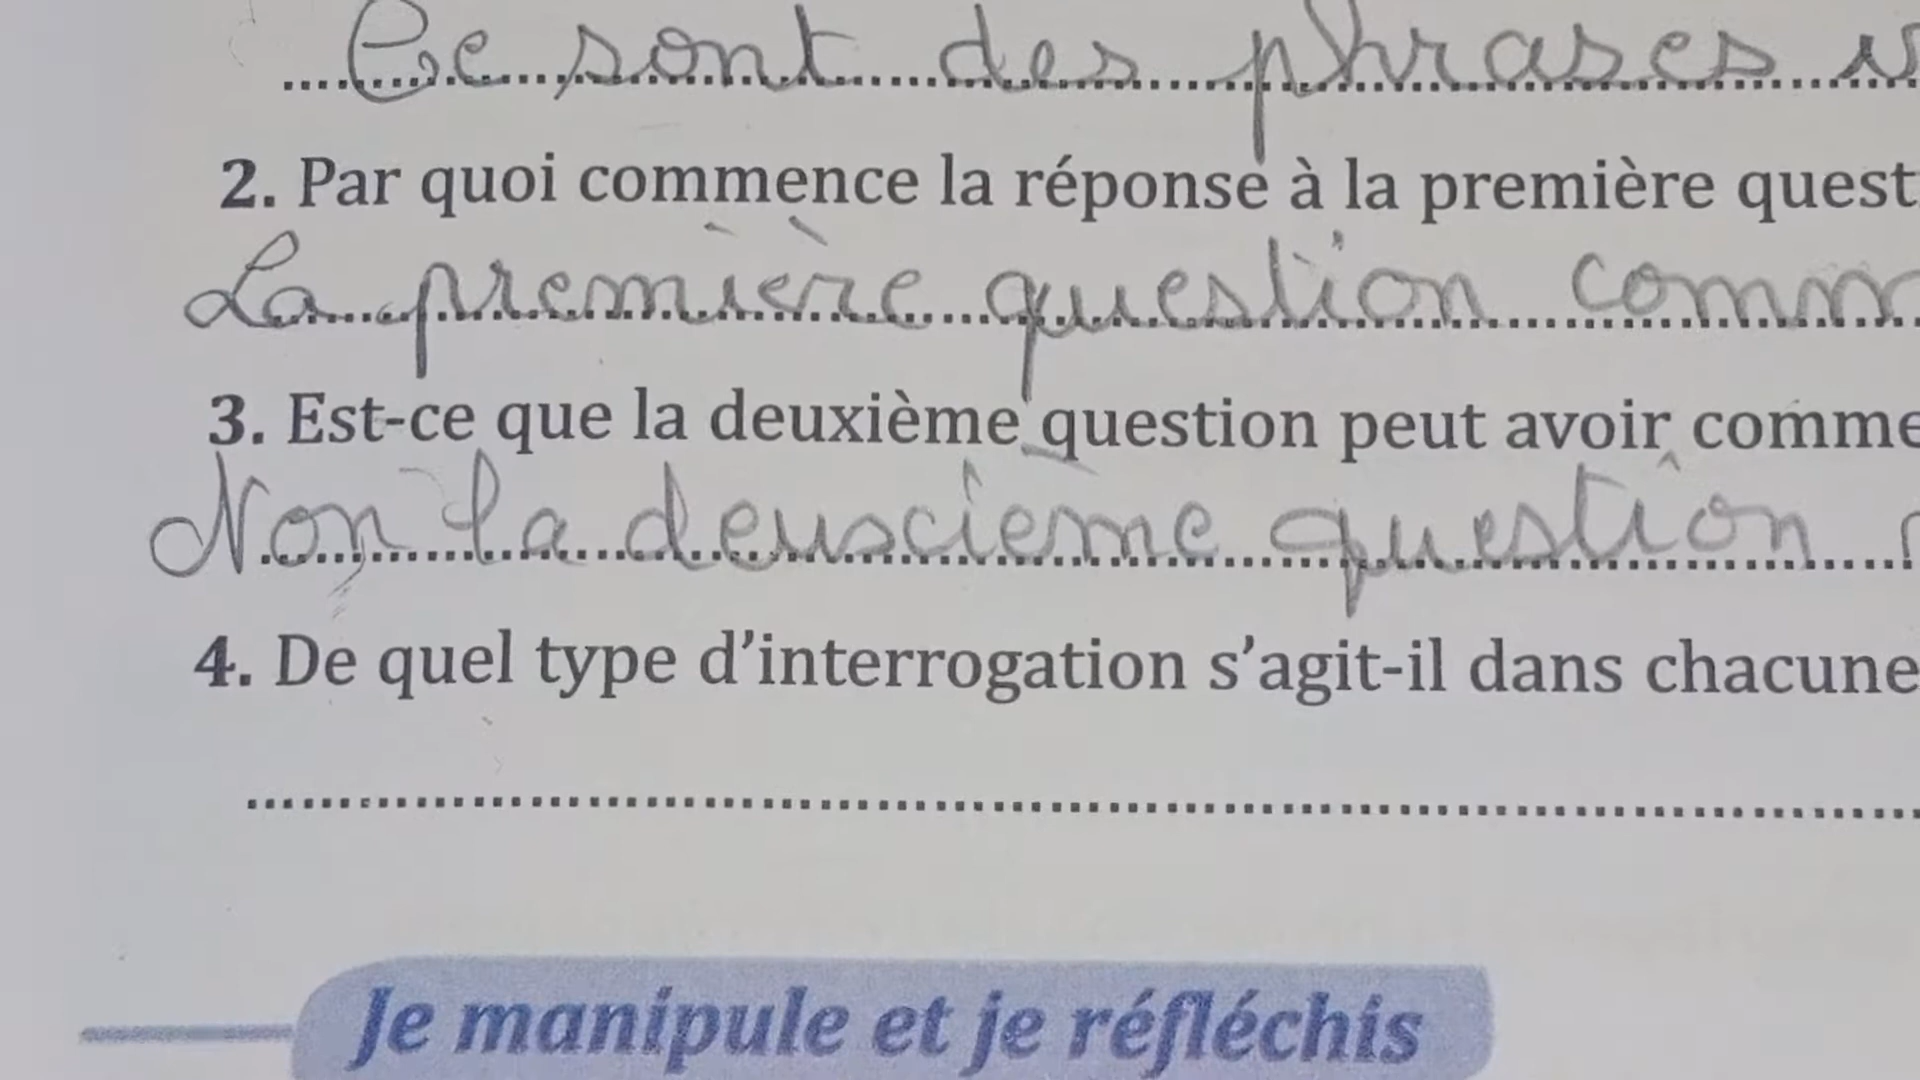 Ce sont des phrases
2. Par quoi commence la réponse à la première quest
La première question comm
3. Est-ce que la deuxième question peut avoir comme
Non la deuscième question
4. De quel type d'interrogation s'agit-il dans chacune
Je manipule et je réfléchis